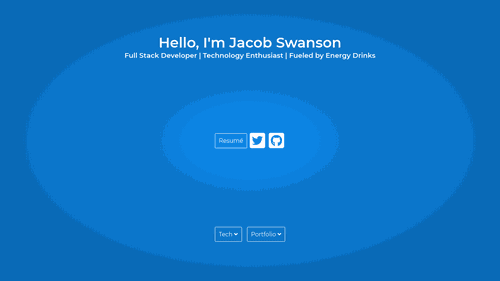 Hello, I'm Jacob Swanson
Full Stack Developer | Technology Enthusiast | Fueled by Energy Drinks
Resumé
Tech Portfolio